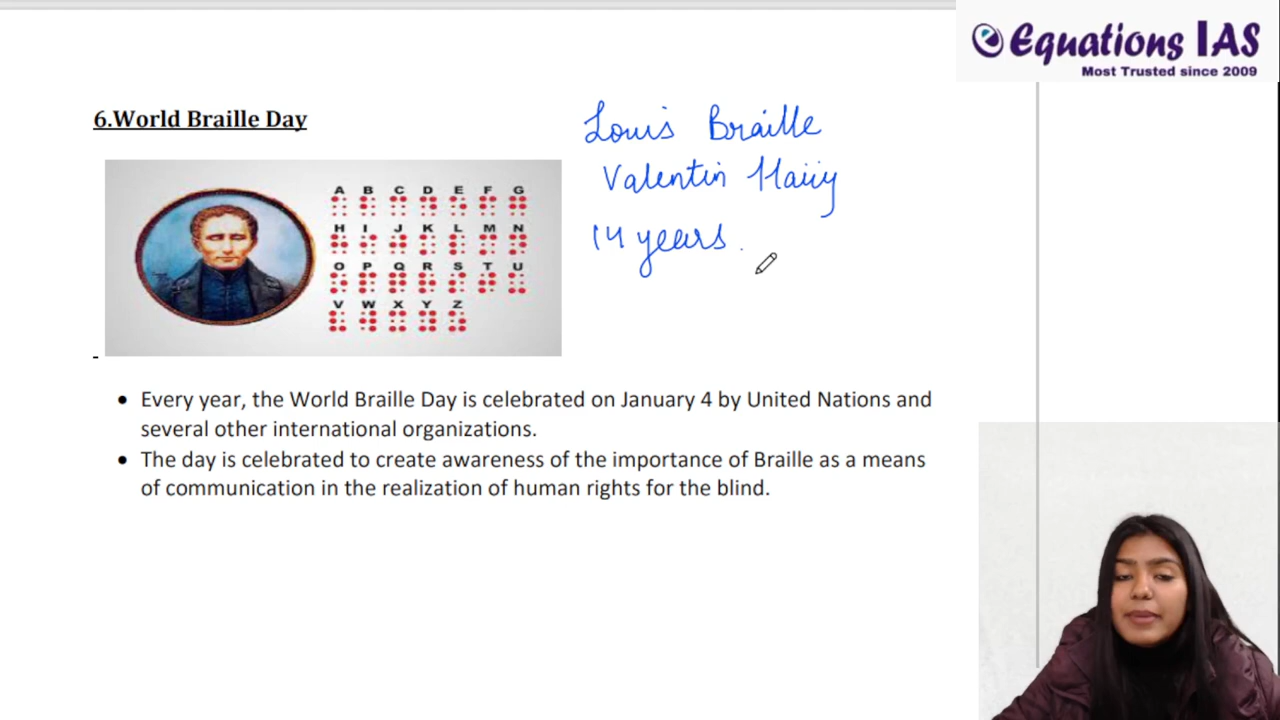 Equations IAS
Most Trusted since 2009
6.World Braille Day
Louis Braille
Valentin Haüy
14 years.
A B C D E F G
H I J K L M N
O P Q R S T U
V W X Y Z
• Every year, the World Braille Day is celebrated on January 4 by United Nations and
several other international organizations.
• The day is celebrated to create awareness of the importance of Braille as a means
of communication in the realization of human rights for the blind.